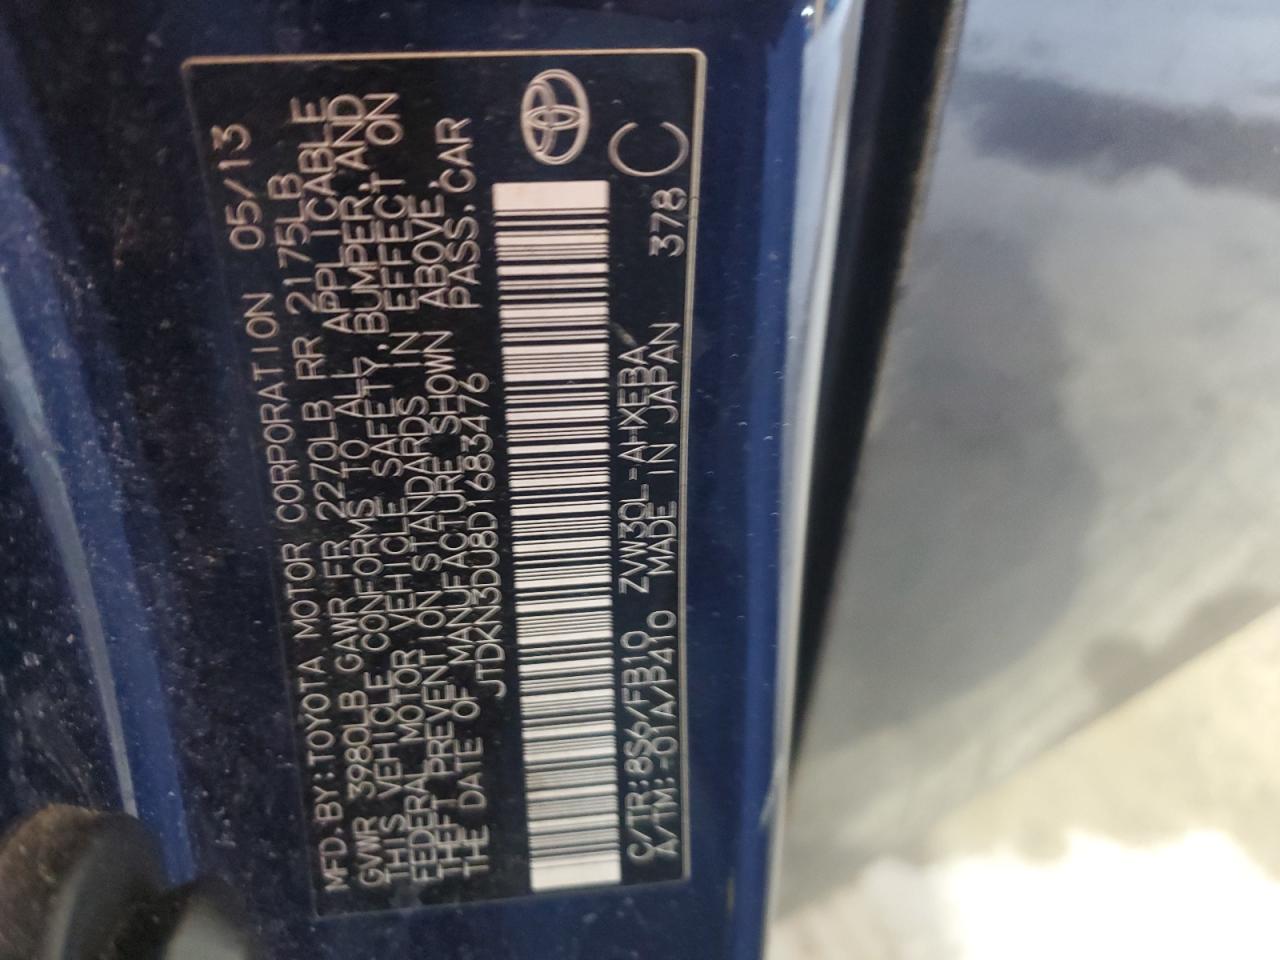 MFD. BY: TOYOTA MOTOR CORPORATION 05/13
GVWR 3980LB GAWR FR 2270LB RR 2175LB
THIS VEHICLE CONFORMS TO ALL APPLICABLE
FEDERAL MOTOR VEHICLE SAFETY, BUMPER, AND
THEFT PREVENTION STANDARDS IN EFFECT ON
THE DATE OF MANUFACTURE SHOWN ABOVE.
JTDKN3DU8D1683476 PASS. CAR
C/TR: 8S6/FB10 ZVW30L-AHXEBA
A/TM: -01A/B410 MADE IN JAPAN 378 C